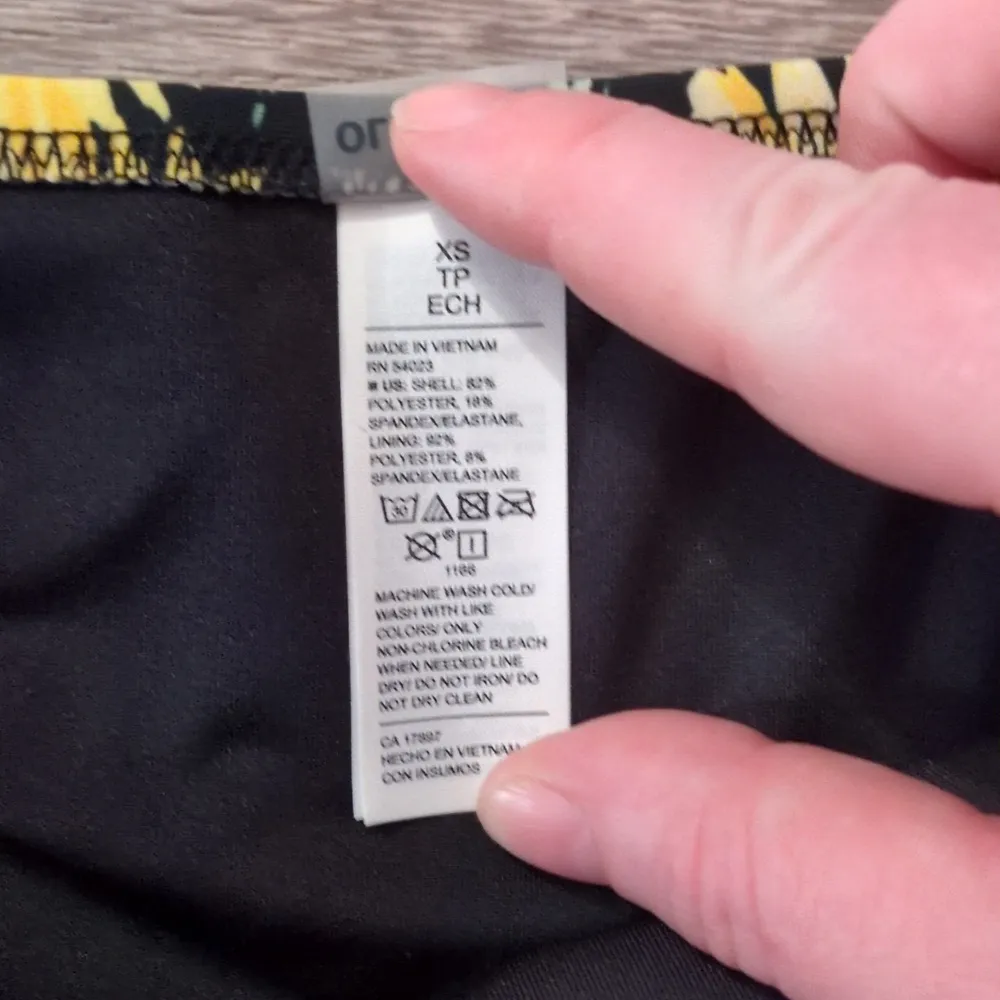 XS
TP
ECH
MADE IN VIETNAM
RN 54023
US: SHELL: 82%
POLYESTER, 18%
SPANDEX/ELASTANE,
LINING: 92%
POLYESTER, 8%
SPANDEX/ELASTANE
30
1166
MACHINE WASH COLD/
WASH WITH LIKE
COLORS/ ONLY
NON-CHLORINE BLEACH
WHEN NEEDED/ LINE
DRY/ DO NOT IRON/ DO
NOT DRY CLEAN
CA 17897
HECHO EN VIETNAM
CON INSUMOS